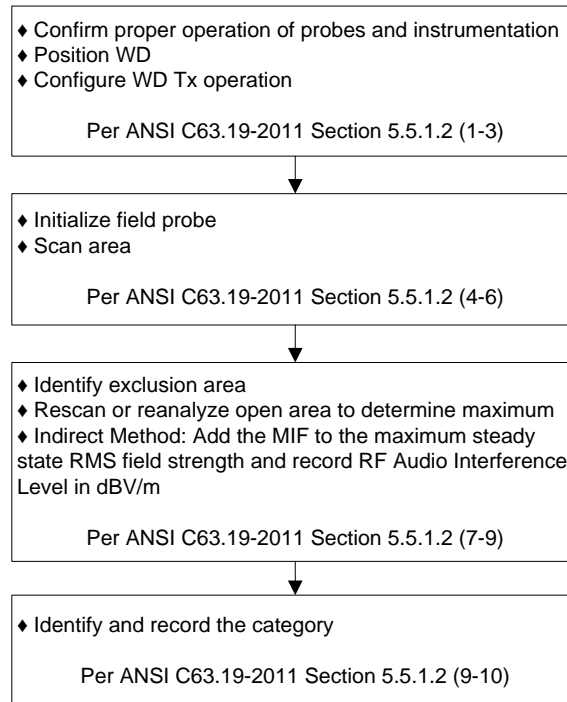 ♦ Confirm proper operation of probes and instrumentation
♦ Position WD
♦ Configure WD Tx operation
Per ANSI C63.19-2011 Section 5.5.1.2 (1-3)
♦ Initialize field probe
♦ Scan area
Per ANSI C63.19-2011 Section 5.5.1.2 (4-6)
♦ Identify exclusion area
♦ Rescan or reanalyze open area to determine maximum
♦ Indirect Method: Add the MIF to the maximum steady
state RMS field strength and record RF Audio Interference
Level in dBV/m
Per ANSI C63.19-2011 Section 5.5.1.2 (7-9)
♦ Identify and record the category
Per ANSI C63.19-2011 Section 5.5.1.2 (9-10)